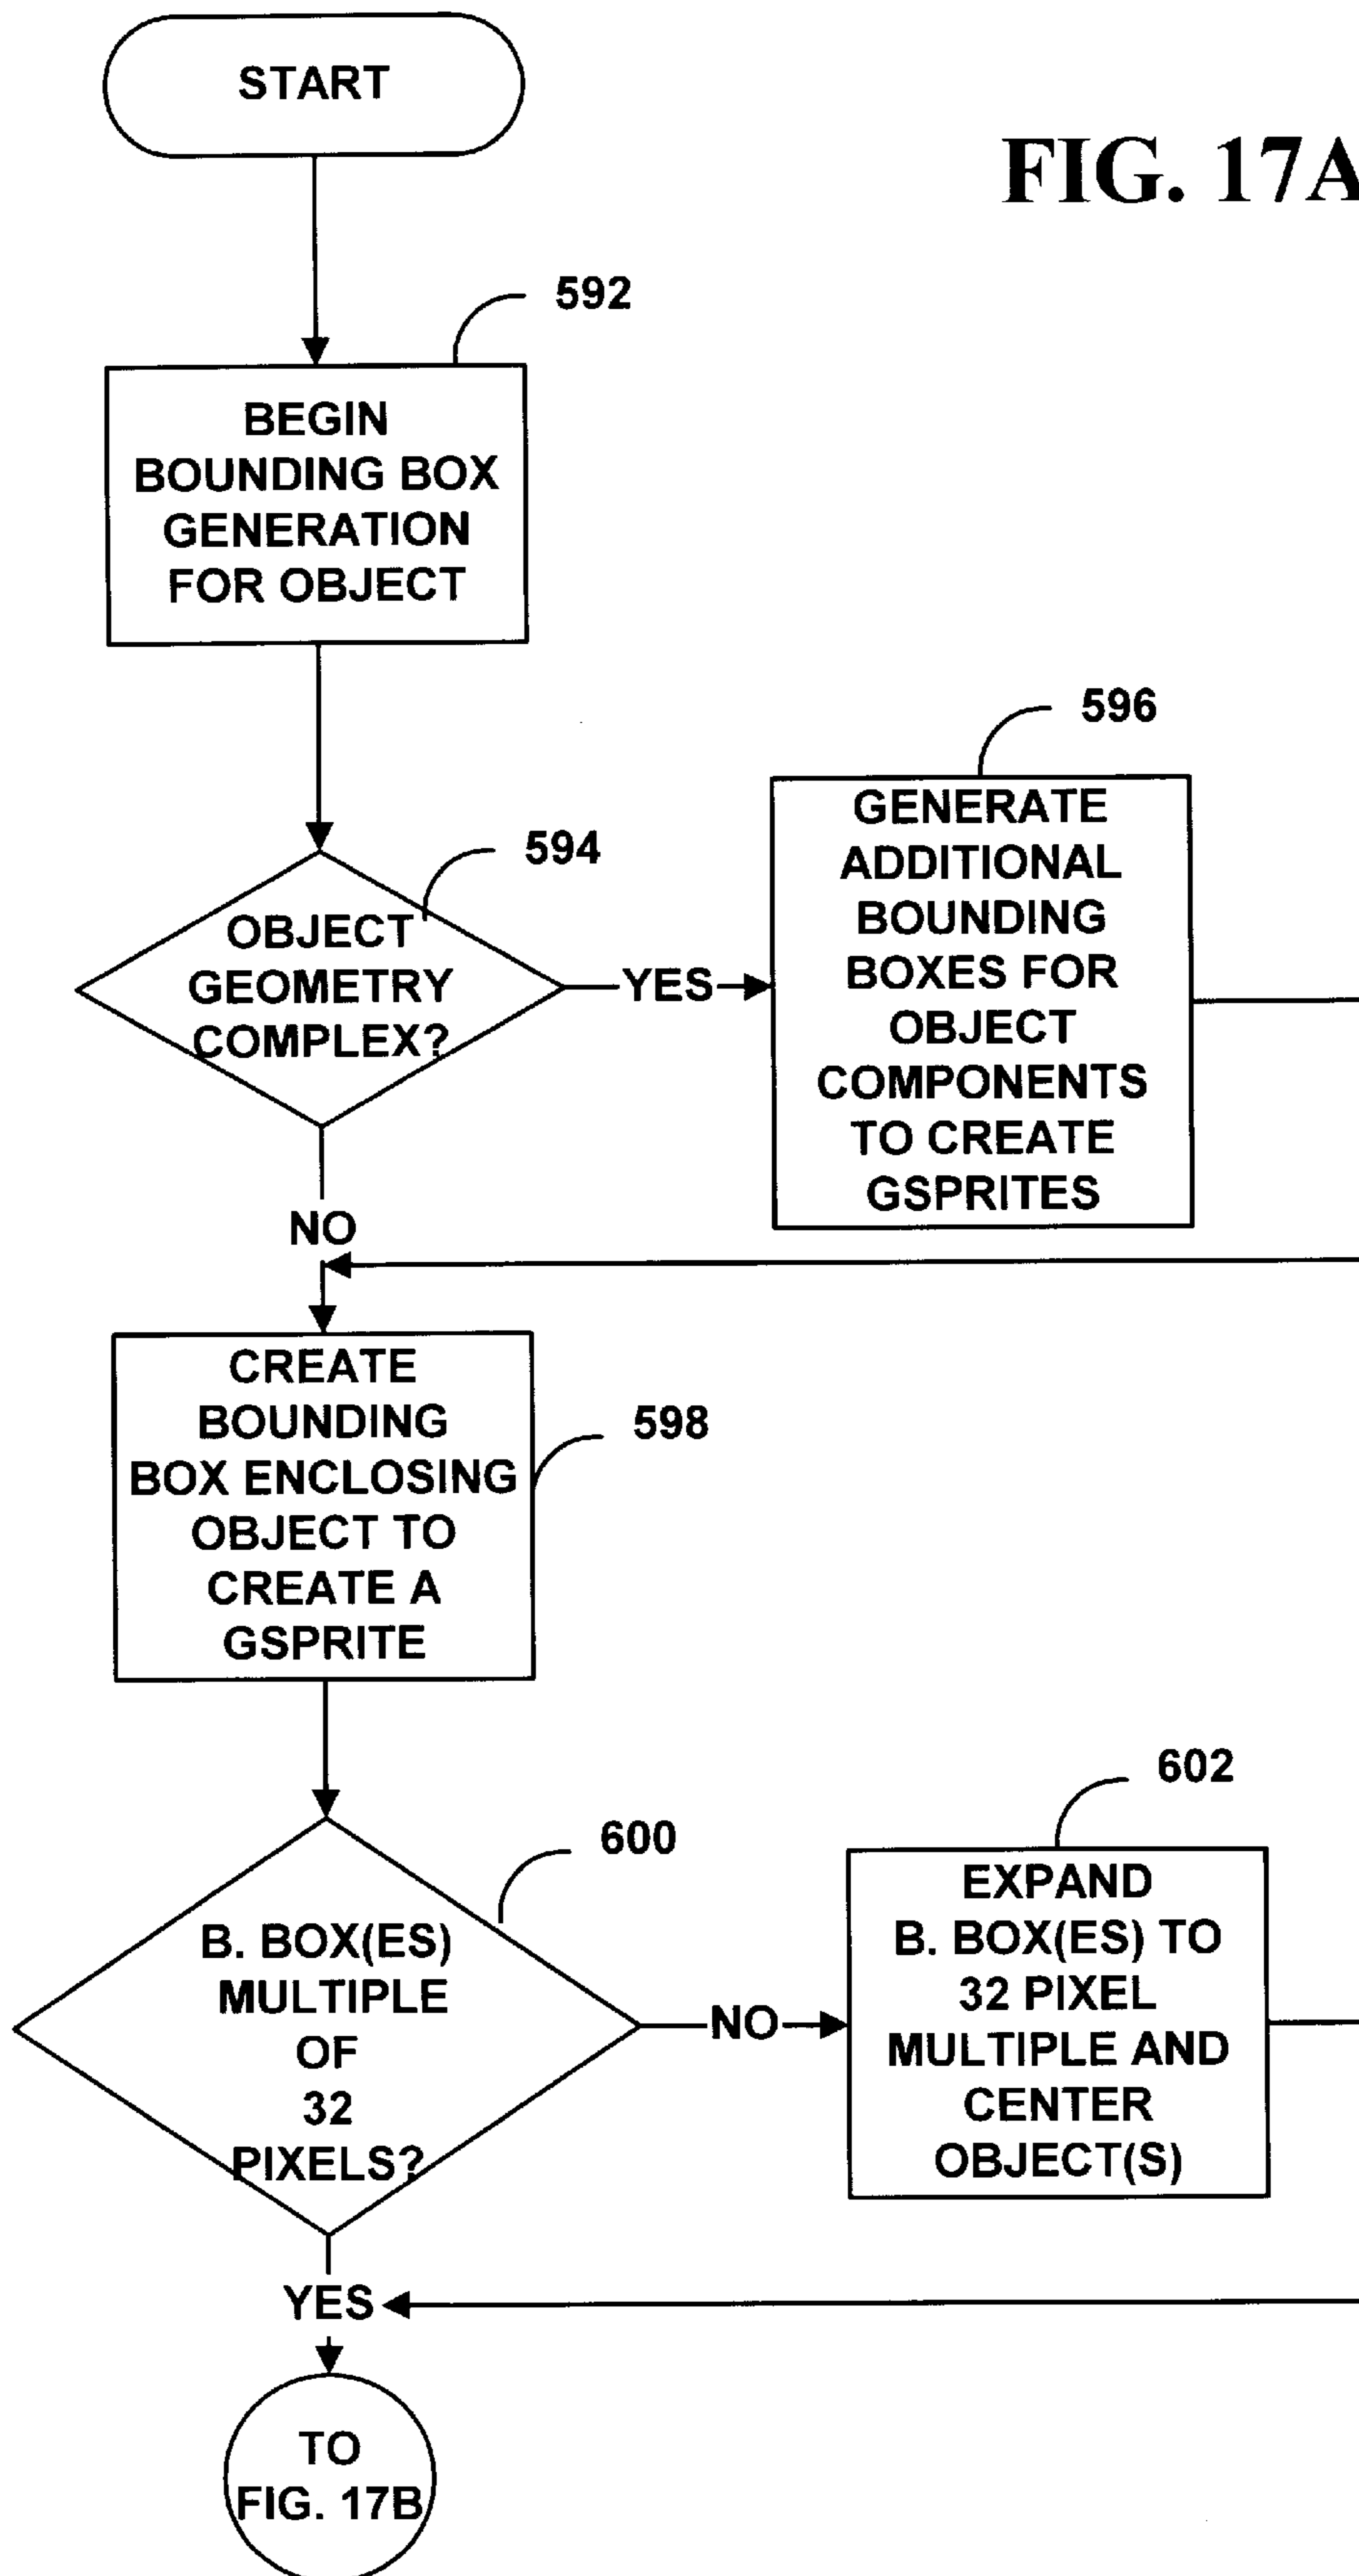 START
FIG. 17A
592
BEGIN
BOUNDING BOX
GENERATION
FOR OBJECT
594
OBJECT
GEOMETRY
COMPLEX?
YES
596
GENERATE
ADDITIONAL
BOUNDING
BOXES FOR
OBJECT
COMPONENTS
TO CREATE
GSPRITES
NO
CREATE
BOUNDING
BOX ENCLOSING
OBJECT TO
CREATE A
GSPRITE
598
600
B. BOX(ES)
MULTIPLE
OF
32
PIXELS?
NO
602
EXPAND
B. BOX(ES) TO
32 PIXEL
MULTIPLE AND
CENTER
OBJECT(S)
YES
TO
FIG. 17B